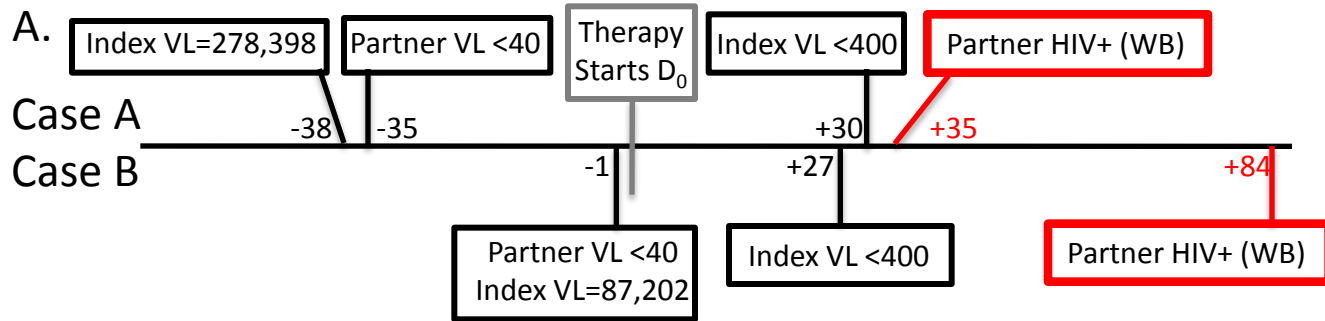 A.
Index VL=278,398
Partner VL <40
Therapy
Starts D0
Index VL <400
Partner HIV+ (WB)
Case A
-38
-35
+30
+35
Case B
-1
+27
+84
Partner VL <40
Index VL=87,202
Index VL <400
Partner HIV+ (WB)